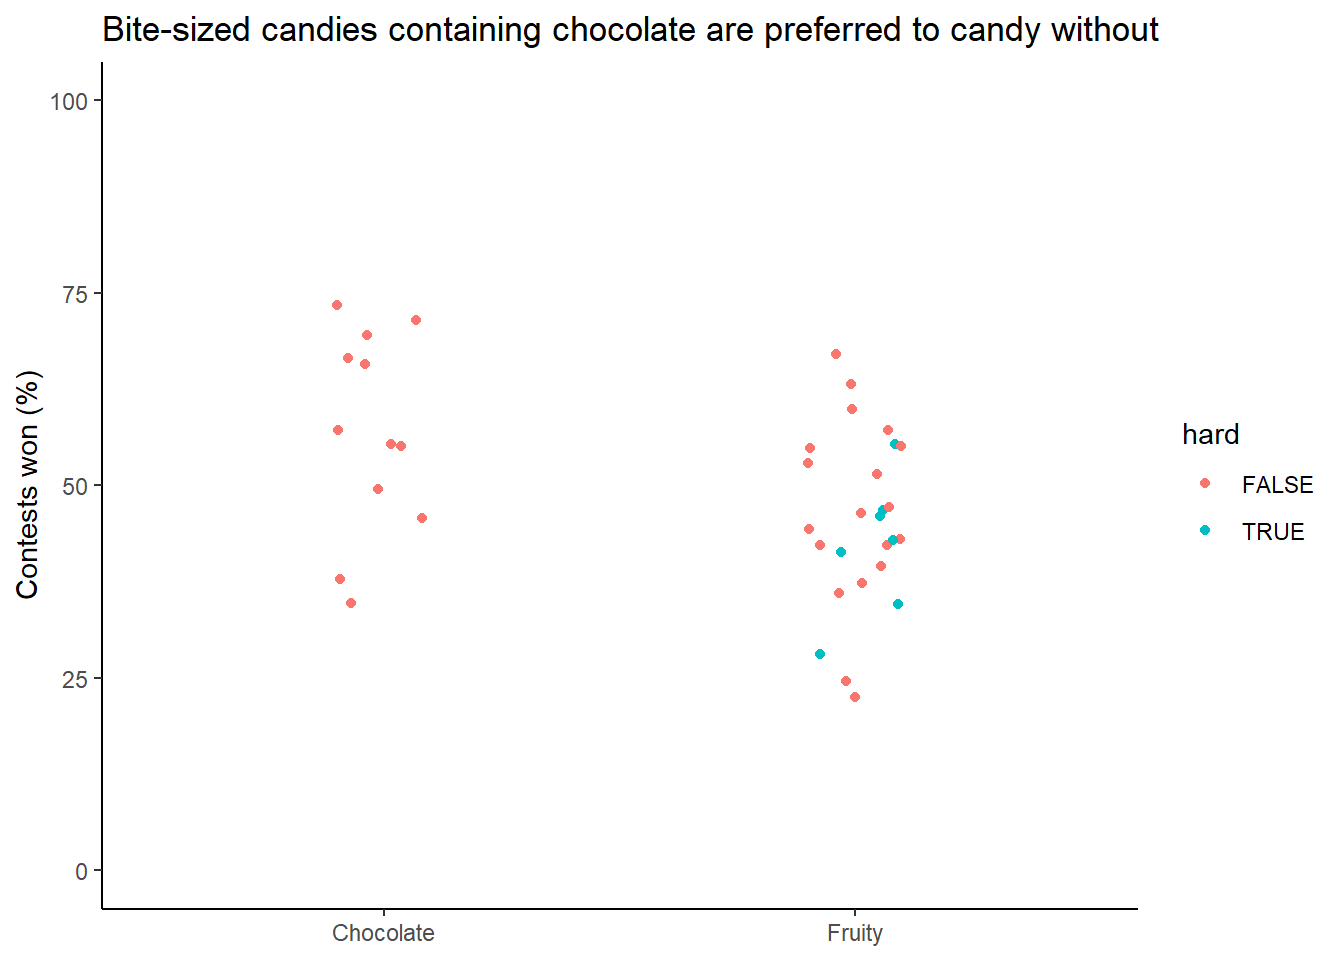 Bite-sized candies containing chocolate are preferred to candy without
Contests won (%)
100
75
50
25
0
Chocolate
Fruity
hard
FALSE
TRUE